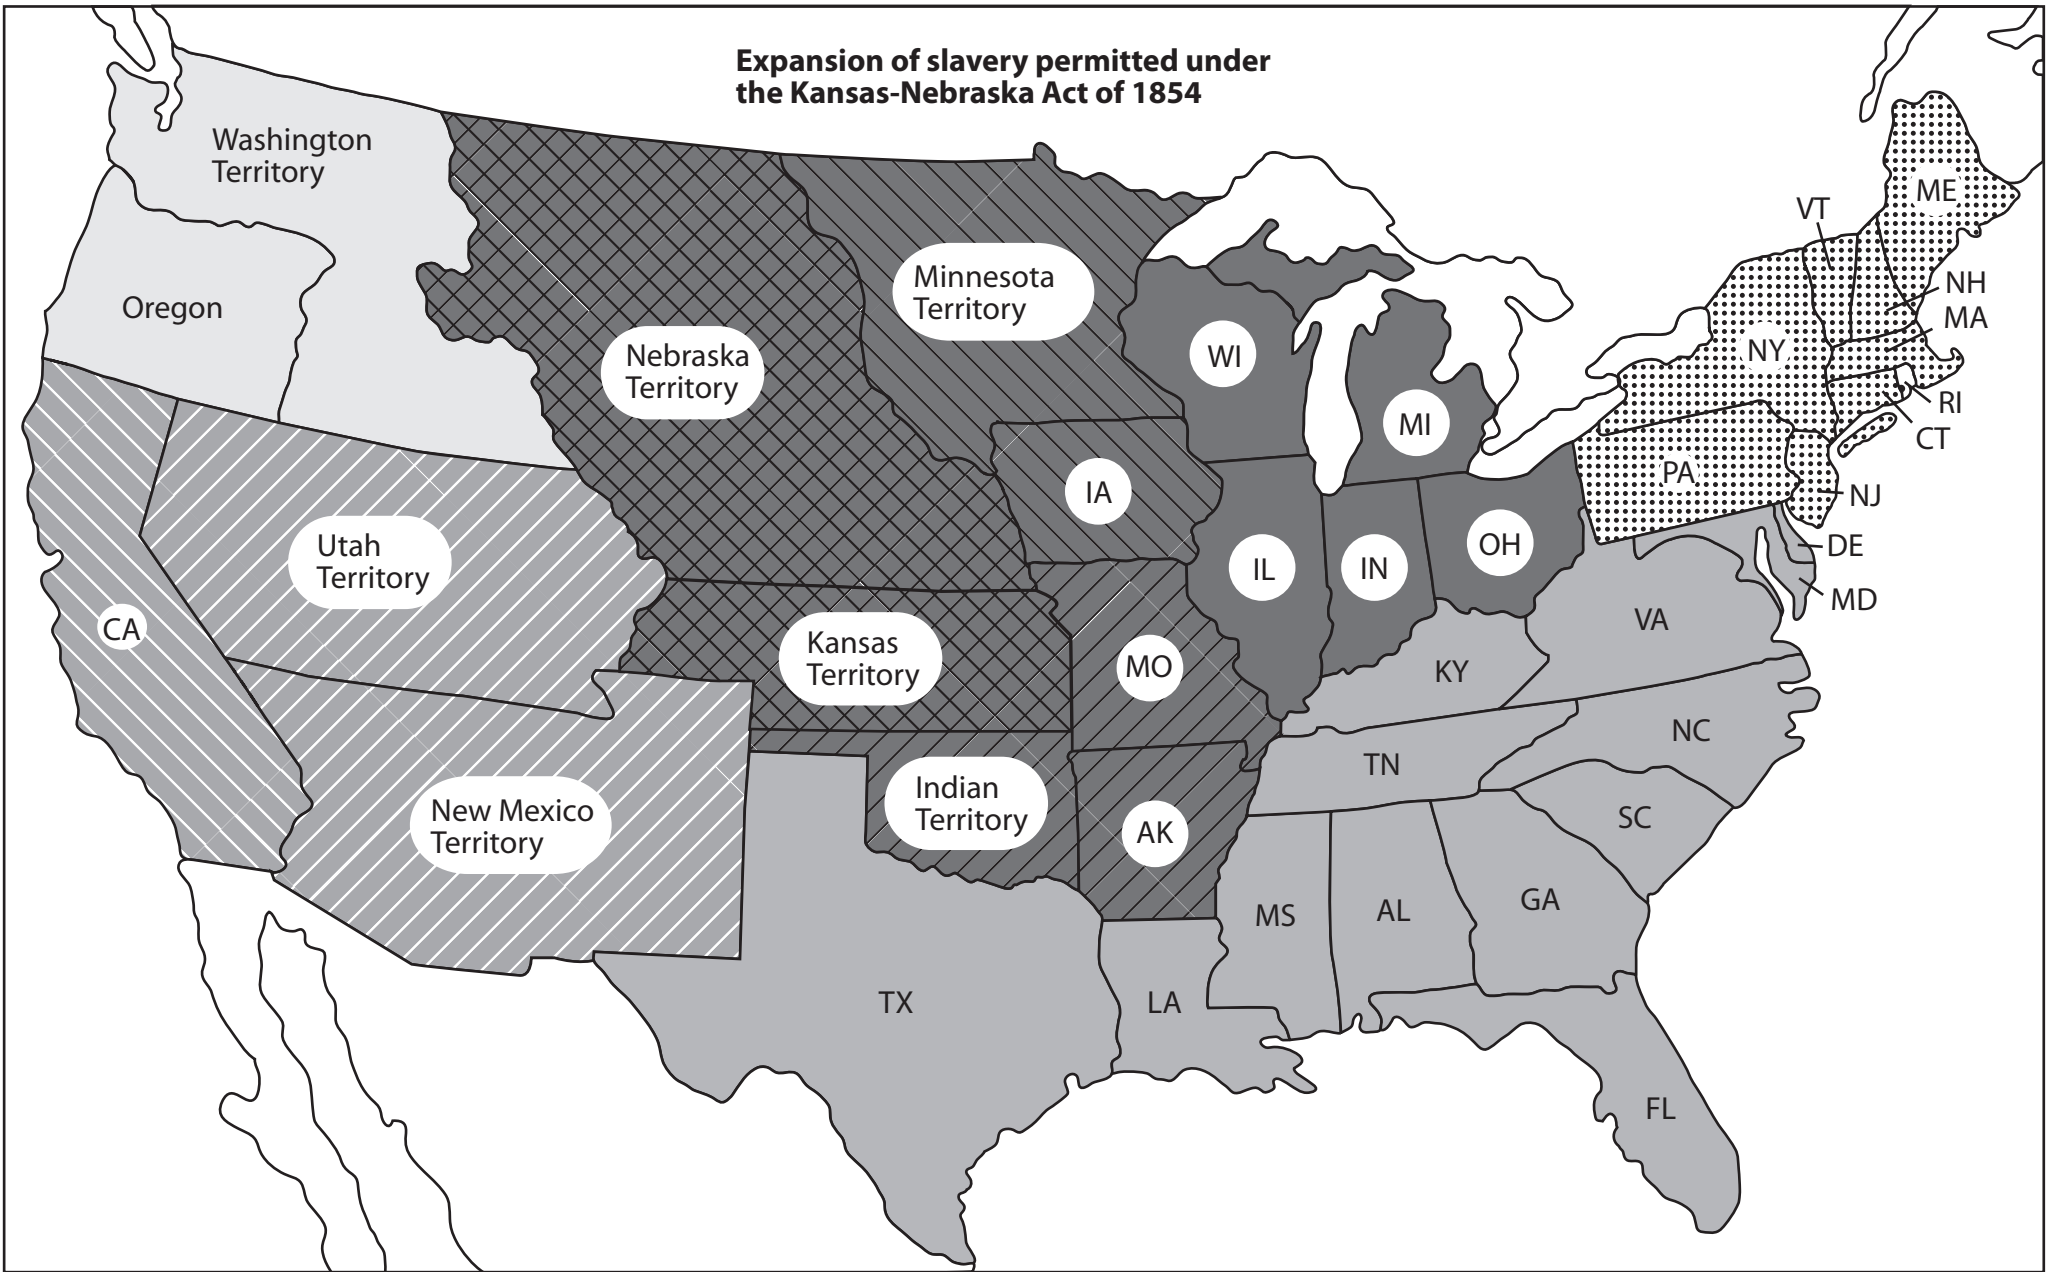 Expansion of slavery permitted under
the Kansas-Nebraska Act of 1854
Washington
Territory
Oregon
Nebraska
Territory
Minnesota
Territory
WI
MI
IA
IL
IN
OH
ME
VT
NH
MA
NY
RI
CT
PA
NJ
DE
MD
Utah
Territory
CA
Kansas
Territory
MO
KY
VA
NC
TN
New Mexico
Territory
Indian
Territory
AK
SC
MS
AL
GA
TX
LA
FL